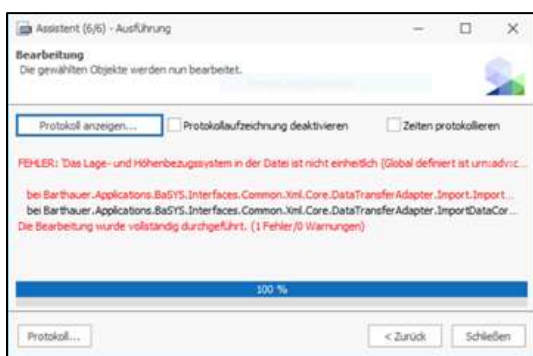 Assistent (6/6) - Ausführung
Bearbeitung
Die gewählten Objekte werden nun bearbeitet.
Protokoll anzeigen...
Protokollaufzeichnung deaktivieren
Zeiten protokollieren
FEHLER: 'Das Lage- und Höhenbezugssystem in der Datei ist nicht einheitlich (Global definiert ist urn:adv:c...
bei Barthauer.Applications.BaSYS.Interfaces.Common.Xml.Core.DataTransferAdapter.Import.Import...
bei Barthauer.Applications.BaSYS.Interfaces.Common.Xml.Core.DataTransferAdapter.ImportDataCor...
Die Bearbeitung wurde vollständig durchgeführt. (1 Fehler/0 Warnungen)
100 %
Protokoll...
< Zurück
Schließen